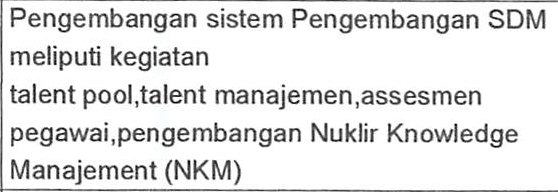 Pengembangan sistem Pengembangan SDM
meliputi kegiatan
talent pool,talent manajemen,assesmen
pegawai,pengembangan Nuklir Knowledge
Manajement (NKM)